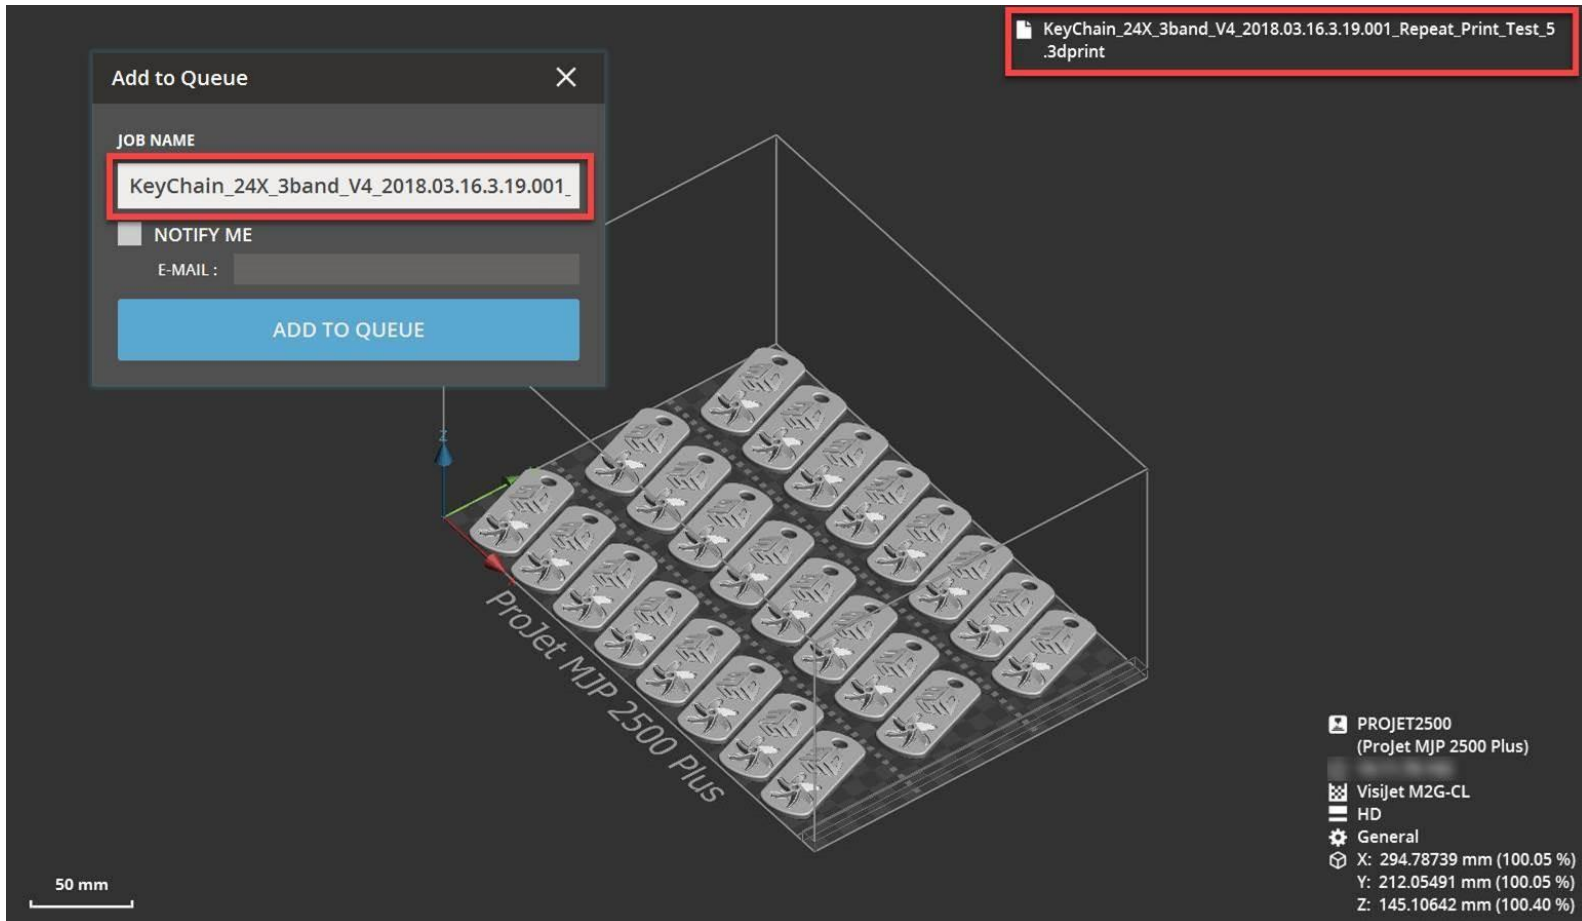 KeyChain_24X_3band_V4_2018.03.16.3.19.001_Repeat_Print_Test_5
.3dprint
Add to Queue
JOB NAME
KeyChain_24X_3band_V4_2018.03.16.3.19.001_
NOTIFY ME
E-MAIL :
ADD TO QUEUE
Z
X
ProJet MJP 2500 Plus
PROJET2500
(ProJet MJP 2500 Plus)
VisiJet M2G-CL
HD
General
X: 294.78739 mm (100.05 %)
Y: 212.05491 mm (100.05 %)
Z: 145.10642 mm (100.40 %)
50 mm